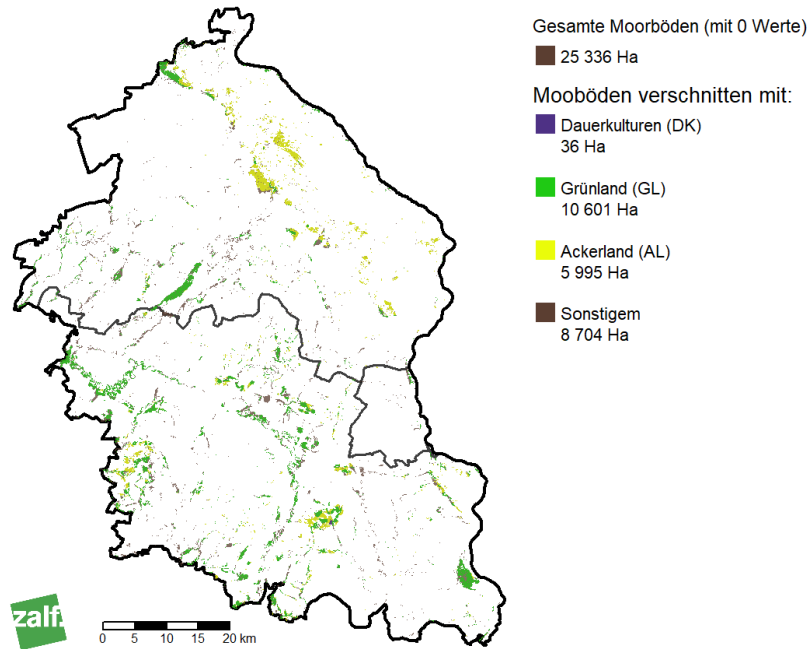 Gesamte Moorböden (mit 0 Werte)
25 336 Ha
Mooböden verschnitten mit:
Dauerkulturen (DK)
36 Ha
Grünland (GL)
10 601 Ha
Ackerland (AL)
5 995 Ha
Sonstigem
8 704 Ha
zalf.
0 5 10 15 20 km